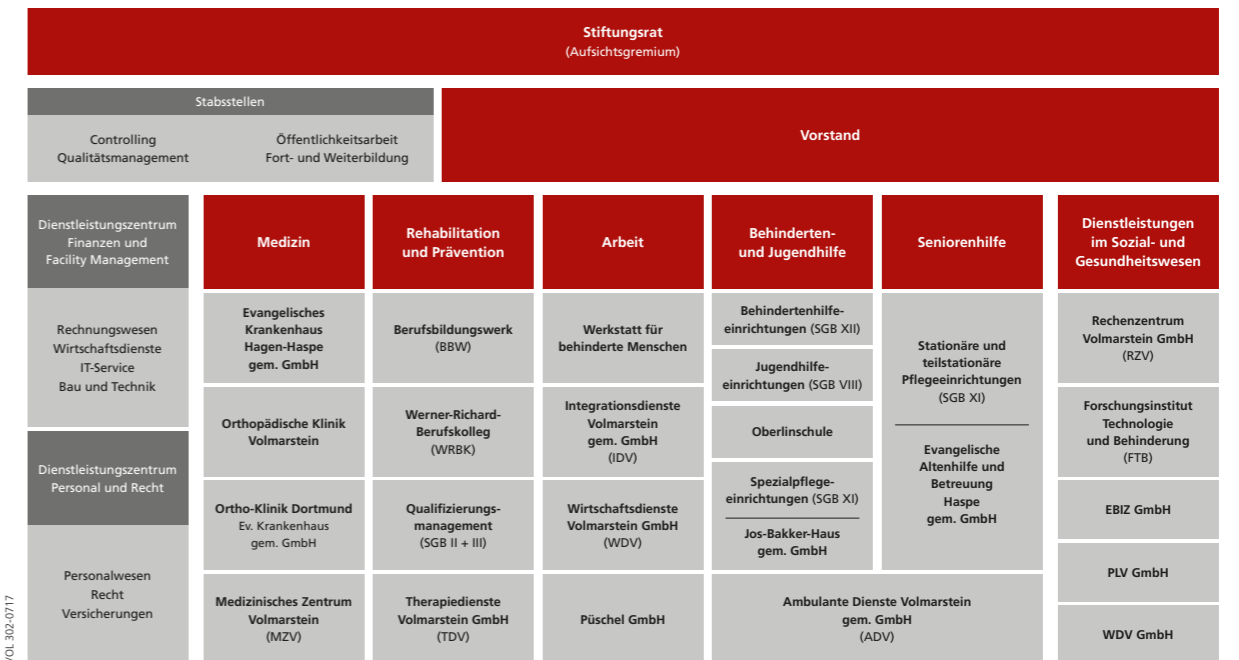 Stiftungsrat
(Aufsichtsgremium)
Stabsstellen
Controlling
Qualitätsmanagement
Öffentlichkeitsarbeit
Fort- und Weiterbildung
Vorstand
Dienstleistungszentrum
Finanzen und
Facility Management
Rechnungswesen
Wirtschaftsdienste
IT-Service
Bau und Technik
Dienstleistungszentrum
Personal und Recht
Personalwesen
Recht
Versicherungen
Medizin
Evangelisches
Krankenhaus
Hagen-Haspe
gem. GmbH
Orthopädische Klinik
Volmarstein
Ortho-Klinik Dortmund
Ev. Krankenhaus
gem. GmbH
Medizinisches Zentrum
Volmarstein
(MZV)
Rehabilitation
und Prävention
Berufsbildungswerk
(BBW)
Werner-Richard-
Berufskolleg
(WRBK)
Qualifizierungs-
management
(SGB II + III)
Therapiedienste
Volmarstein GmbH
(TDV)
Arbeit
Werkstatt für
behinderte Menschen
Integrationsdienste
Volmarstein
gem. GmbH
(IDV)
Wirtschaftsdienste
Volmarstein GmbH
(WDV)
Püschel GmbH
Behinderten-
und Jugendhilfe
Behindertenhilfe-
einrichtungen (SGB XII)
Jugendhilfe-
einrichtungen (SGB VIII)
Oberlinschule
Spezialpflege-
einrichtungen (SGB XI)
Jos-Bakker-Haus
gem. GmbH
Seniorenhilfe
Stationäre und
teilstationäre
Pflegeeinrichtungen
(SGB XI)
Evangelische
Altenhilfe und
Betreuung
Haspe
gem. GmbH
Ambulante Dienste Volmarstein
gem. GmbH
(ADV)
Dienstleistungen
im Sozial- und
Gesundheitswesen
Rechenzentrum
Volmarstein GmbH
(RZV)
Forschungsinstitut
Technologie
und Behinderung
(FTB)
EBIZ GmbH
PLV GmbH
WDV GmbH
VOL 302-0717